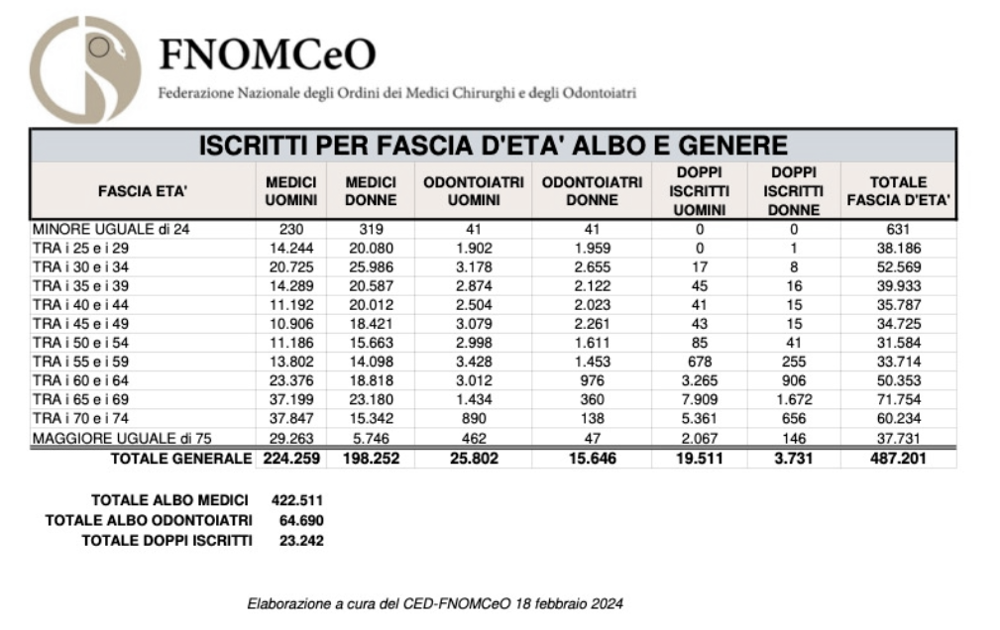 FNOMCeO
Federazione Nazionale degli Ordini dei Medici Chirurghi e degli Odontoiatri
ISCRITTI PER FASCIA D'ETA' ALBO E GENERE
FASCIA ETA' MEDICI UOMINI MEDICI DONNE ODONTOIATRI UOMINI ODONTOIATRI DONNE DOPPI ISCRITTI UOMINI DOPPI ISCRITTI DONNE TOTALE FASCIA D'ETA'
MINORE UGUALE di 24 230 319 41 41 0 0 631
TRA i 25 e i 29 14.244 20.080 1.902 1.959 0 1 38.186
TRA i 30 e i 34 20.725 25.986 3.178 2.655 17 8 52.569
TRA i 35 e i 39 14.289 20.587 2.874 2.122 45 16 39.933
TRA i 40 e i 44 11.192 20.012 2.504 2.023 41 15 35.787
TRA i 45 e i 49 10.906 18.421 3.079 2.261 43 15 34.725
TRA i 50 e i 54 11.186 15.663 2.998 1.611 85 41 31.584
TRA i 55 e i 59 13.802 14.098 3.428 1.453 678 255 33.714
TRA i 60 e i 64 23.376 18.818 3.012 976 3.265 906 50.353
TRA i 65 e i 69 37.199 23.180 1.434 360 7.909 1.672 71.754
TRA i 70 e i 74 37.847 15.342 890 138 5.361 656 60.234
MAGGIORE UGUALE di 75 29.263 5.746 462 47 2.067 146 37.731
TOTALE GENERALE 224.259 198.252 25.802 15.646 19.511 3.731 487.201
TOTALE ALBO MEDICI 422.511
TOTALE ALBO ODONTOIATRI 64.690
TOTALE DOPPI ISCRITTI 23.242
Elaborazione a cura del CED-FNOMCeO 18 febbraio 2024